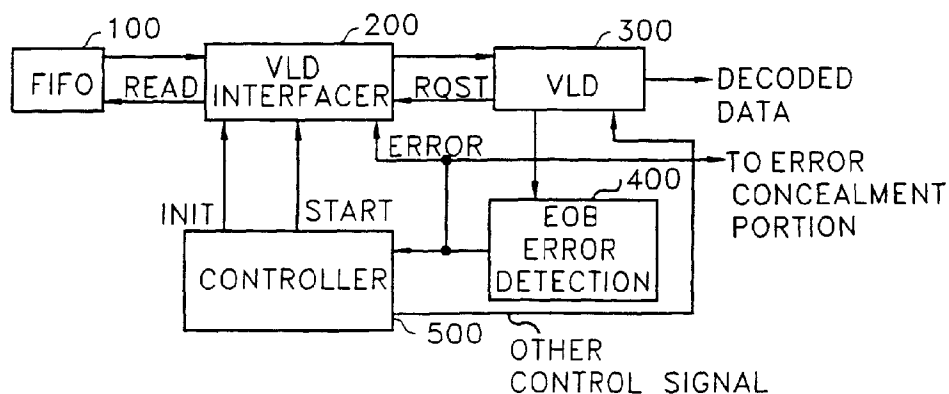 100
200
300
FIFO
READ
VLD
INTERFACER
RQST
VLD
DECODED
DATA
ERROR
TO ERROR
CONCEALMENT
PORTION
400
INIT
START
EOB
ERROR
DETECTION
CONTROLLER
500
OTHER
CONTROL SIGNAL